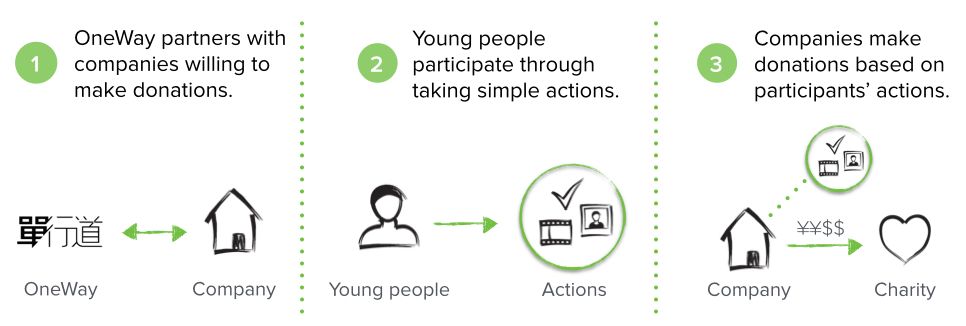 1
OneWay partners with
companies willing to
make donations.
單行道
OneWay
Company
2
Young people
participate through
taking simple actions.
Young people
Actions
3
Companies make
donations based on
participants' actions.
¥¥$$
Company
Charity